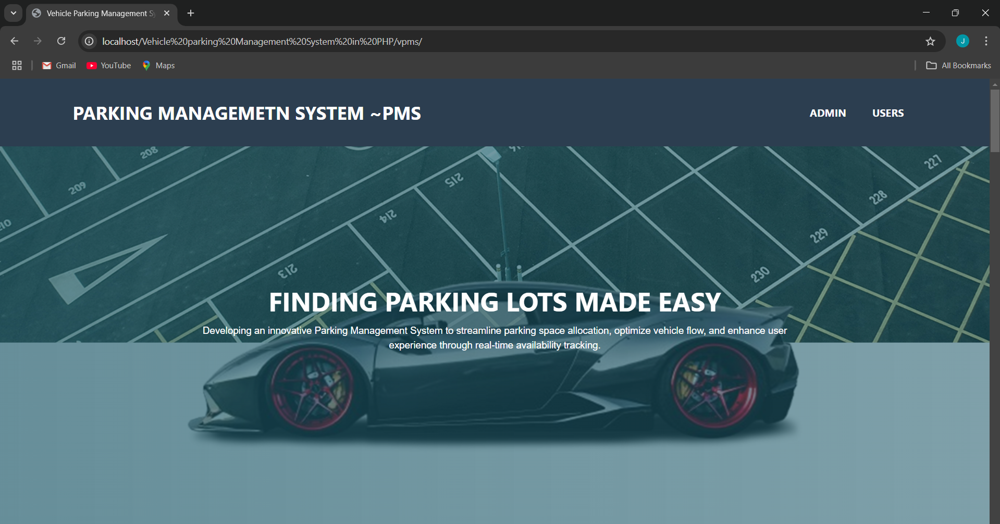 Vehicle Parking Management S
localhost/Vehicle%20parking%20Management%20System%20in%20PHP/vpms/
J
Gmail
YouTube
Maps
All Bookmarks
PARKING MANAGEMETN SYSTEM ~PMS
ADMIN
USERS
208
209
210
213
214
215
216
227
228
229
230
FINDING PARKING LOTS MADE EASY
Developing an innovative Parking Management System to streamline parking space allocation, optimize vehicle flow, and enhance user
experience through real-time availability tracking.